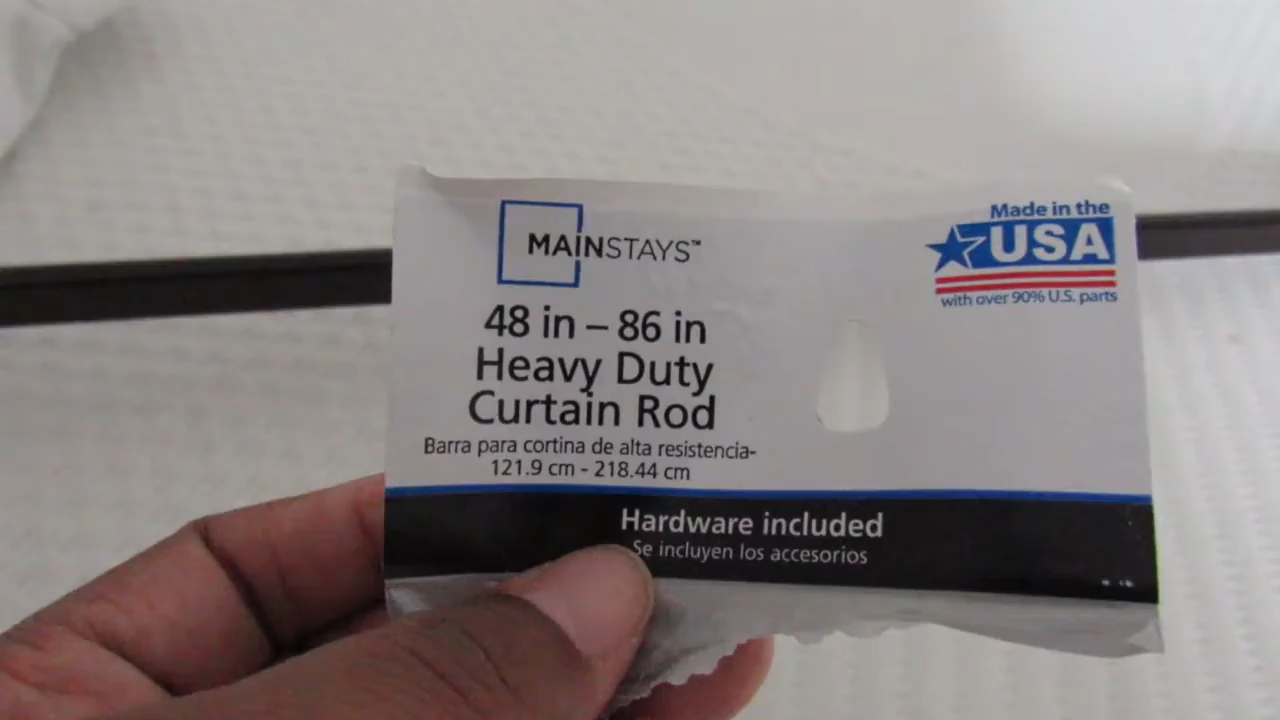 MAINSTAYS™
48 in – 86 in
Heavy Duty
Curtain Rod
Barra para cortina de alta resistencia-
121.9 cm - 218.44 cm
Made in the
USA
with over 90% U.S. parts
Hardware included
Se incluyen los accesorios